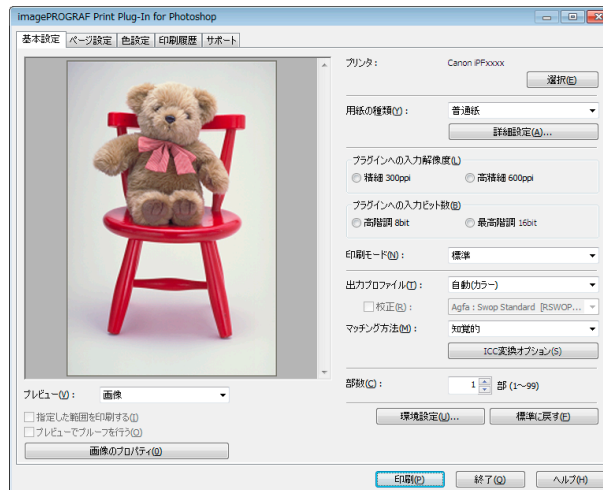 imagePROGRAF Print Plug-In for Photoshop
基本設定 ページ設定 色設定 印刷履歴 サポート
プリンタ： Canon iPFxxxx
選択(E)
用紙の種類(Y)： 普通紙
詳細設定(A)...
プラグインへの入力解像度(L)
精細 300ppi 高精細 600ppi
プラグインへの入力ビット数(B)
高階調 8bit 最高階調 16bit
印刷モード(N)： 標準
出力プロファイル(T)： 自動(カラー)
校正(R)： Agfa : Swop Standard [RSWOP...
マッチング方法(M)： 知覚的
ICC変換オプション(S)
部数(C)： 1 部 (1～99)
プレビュー(V)： 画像
指定した範囲を印刷する(I)
プレビューでプルーフを行う(O)
画像のプロパティ(0)
環境設定(U)... 標準に戻す(F)
印刷(P) 終了(Q) ヘルプ(H)